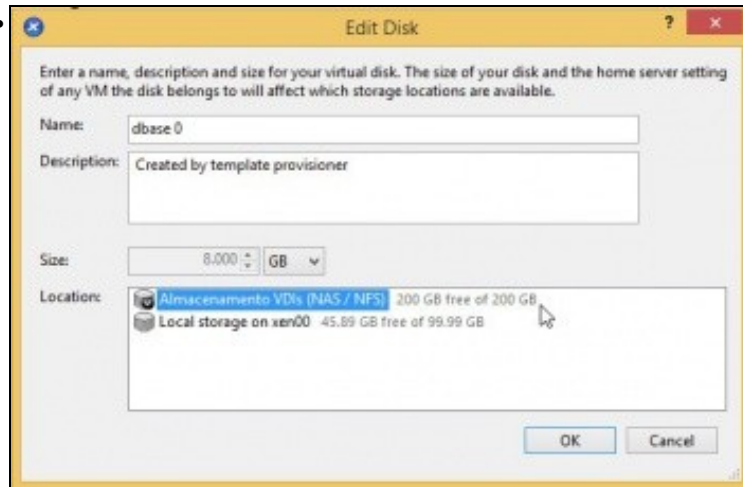 Edit Disk
?
Enter a name, description and size for your virtual disk. The size of your disk and the home server setting
of any VM the disk belongs to will affect which storage locations are available.
Name: dbase 0
Description: Created by template provisioner
Size: 8.000 GB
Location: Almacenamento VDIs (NAS / NFS) 200 GB free of 200 GB
Local storage on xen00 45.89 GB free of 99.99 GB
OK Cancel